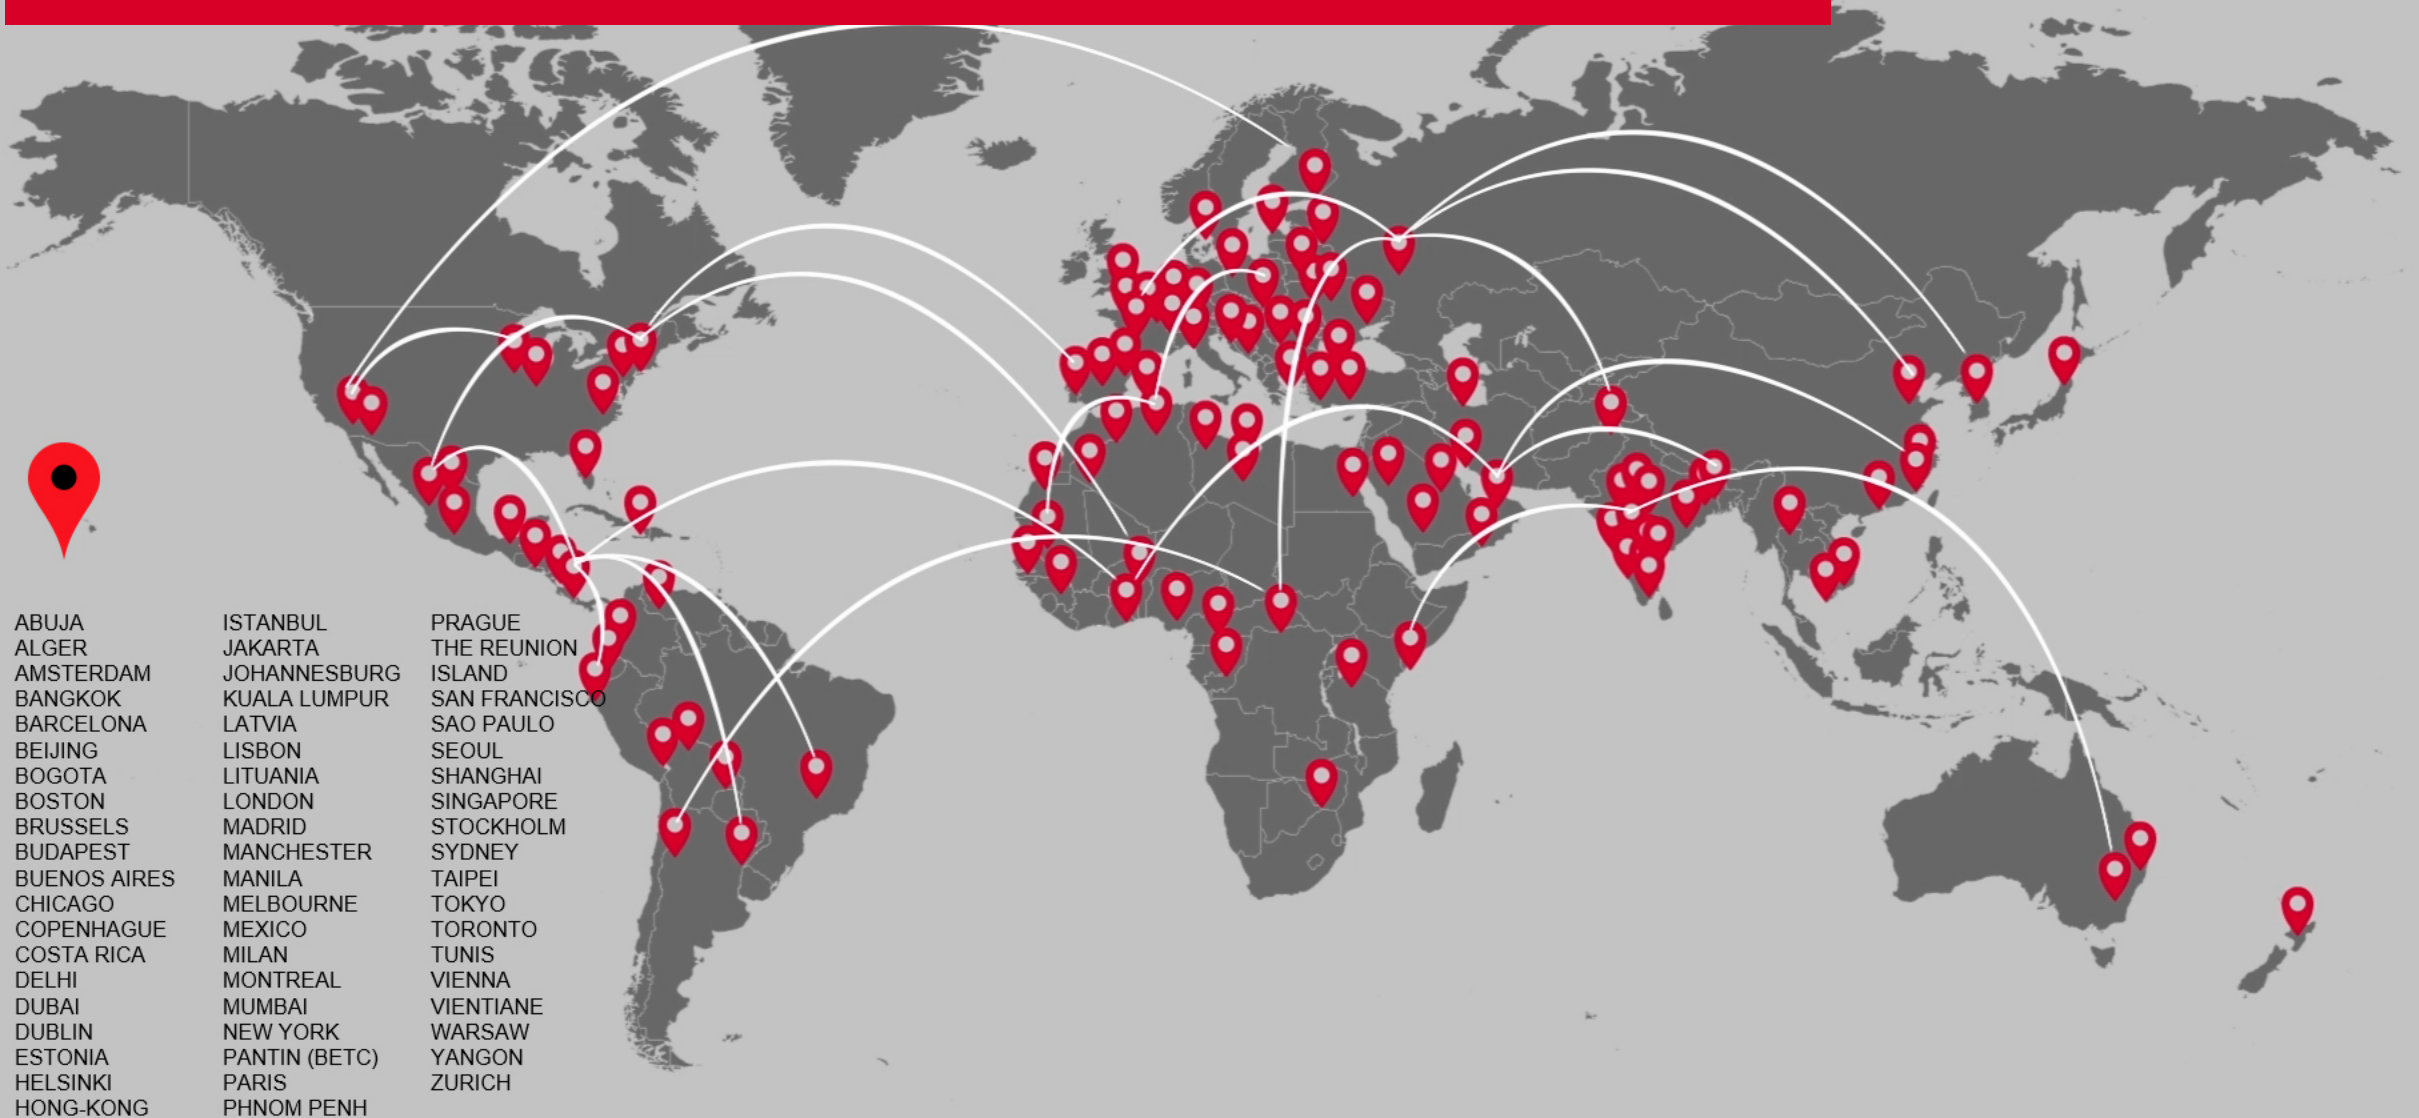 ABUJA
ALGER
AMSTERDAM
BANGKOK
BARCELONA
BEIJING
BOGOTA
BOSTON
BRUSSELS
BUDAPEST
BUENOS AIRES
CHICAGO
COPENHAGUE
COSTA RICA
DELHI
DUBAI
DUBLIN
ESTONIA
HELSINKI
HONG-KONG
ISTANBUL
JAKARTA
JOHANNESBURG
KUALA LUMPUR
LATVIA
LISBON
LITUANIA
LONDON
MADRID
MANCHESTER
MANILA
MELBOURNE
MEXICO
MILAN
MONTREAL
MUMBAI
NEW YORK
PANTIN (BETC)
PARIS
PHNOM PENH
PRAGUE
THE REUNION
ISLAND
SAN FRANCISCO
SAO PAULO
SEOUL
SHANGHAI
SINGAPORE
STOCKHOLM
SYDNEY
TAIPEI
TOKYO
TORONTO
TUNIS
VIENNA
VIENTIANE
WARSAW
YANGON
ZURICH